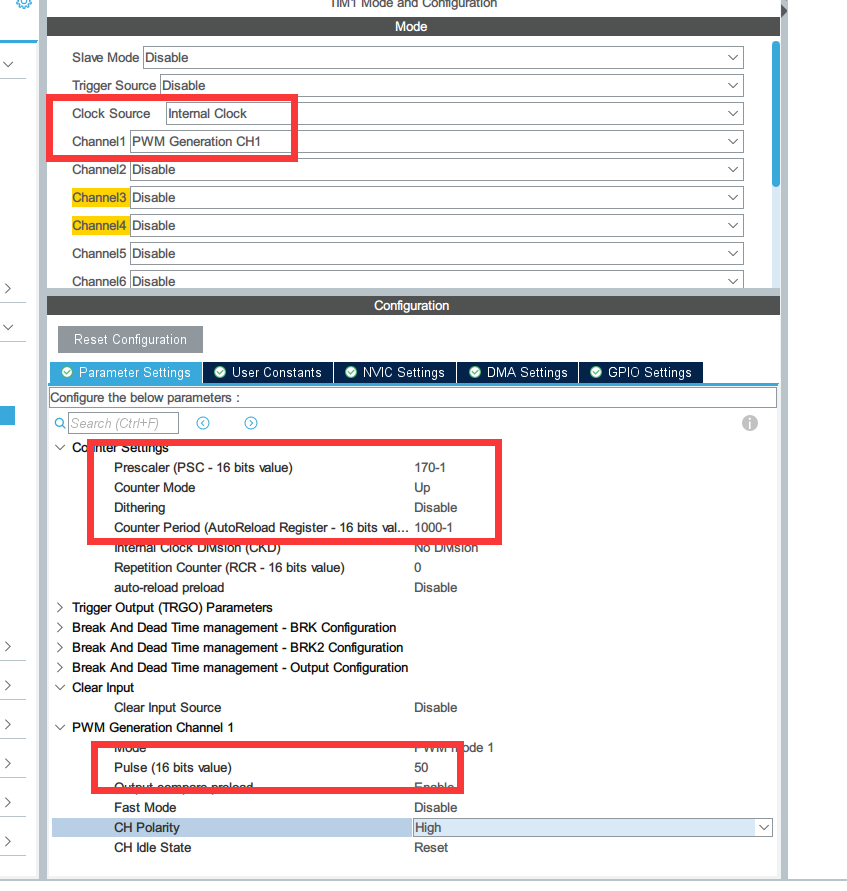 TIM1 Mode and Configuration
Mode
Slave Mode Disable
Trigger Source Disable
Clock Source Internal Clock
Channel1 PWM Generation CH1
Channel2 Disable
Channel3 Disable
Channel4 Disable
Channel5 Disable
Channel6 Disable
Configuration
Reset Configuration
Parameter Settings User Constants NVIC Settings DMA Settings GPIO Settings
Configure the below parameters :
Search (Ctrl+F)
Counter Settings
Prescaler (PSC - 16 bits value) 170-1
Counter Mode Up
Dithering Disable
Counter Period (AutoReload Register - 16 bits val... 1000-1
Internal Clock Division (CKD) No Division
Repetition Counter (RCR - 16 bits value) 0
auto-reload preload Disable
Trigger Output (TRGO) Parameters
Break And Dead Time management - BRK Configuration
Break And Dead Time management - BRK2 Configuration
Break And Dead Time management - Output Configuration
Clear Input
Clear Input Source Disable
PWM Generation Channel 1
Mode PWM mode 1
Pulse (16 bits value) 50
Output compare preload Enable
Fast Mode Disable
CH Polarity High
CH Idle State Reset